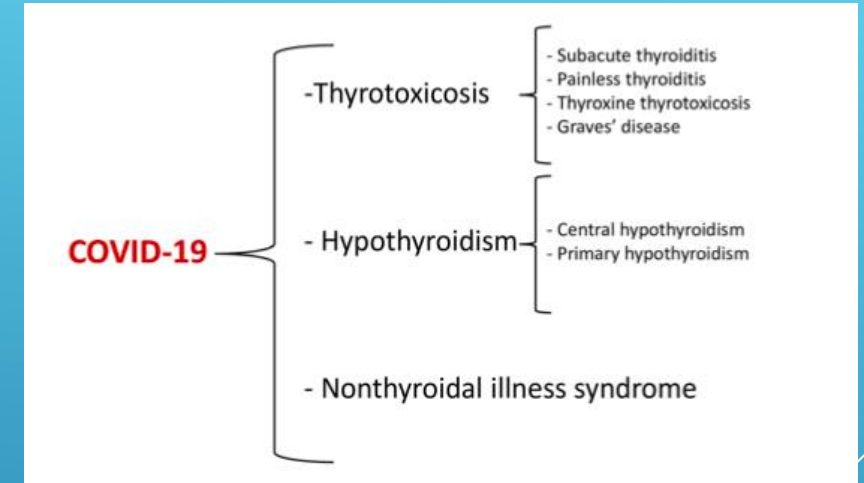 -Thyrotoxicosis
- Subacute thyroiditis
- Painless thyroiditis
- Thyroxine thyrotoxicosis
- Graves’ disease
COVID-19
- Hypothyroidism
- Central hypothyroidism
- Primary hypothyroidism
- Nonthyroidal illness syndrome